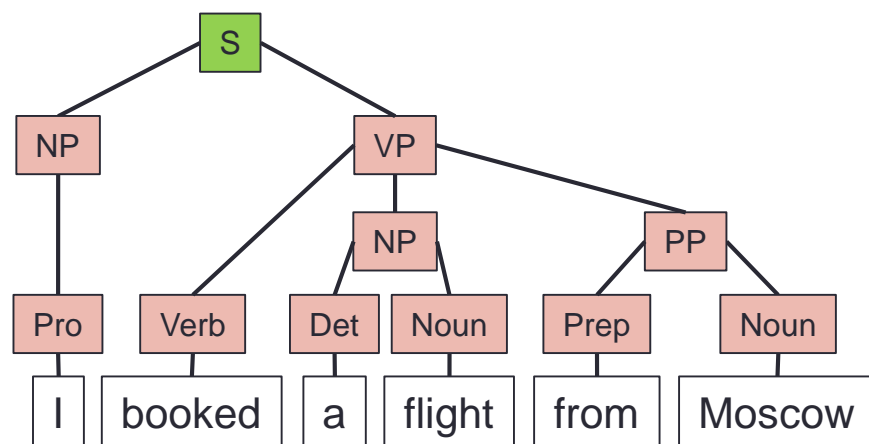 S
NP VP
NP PP
Pro Verb Det Noun Prep Noun
I booked a flight from Moscow